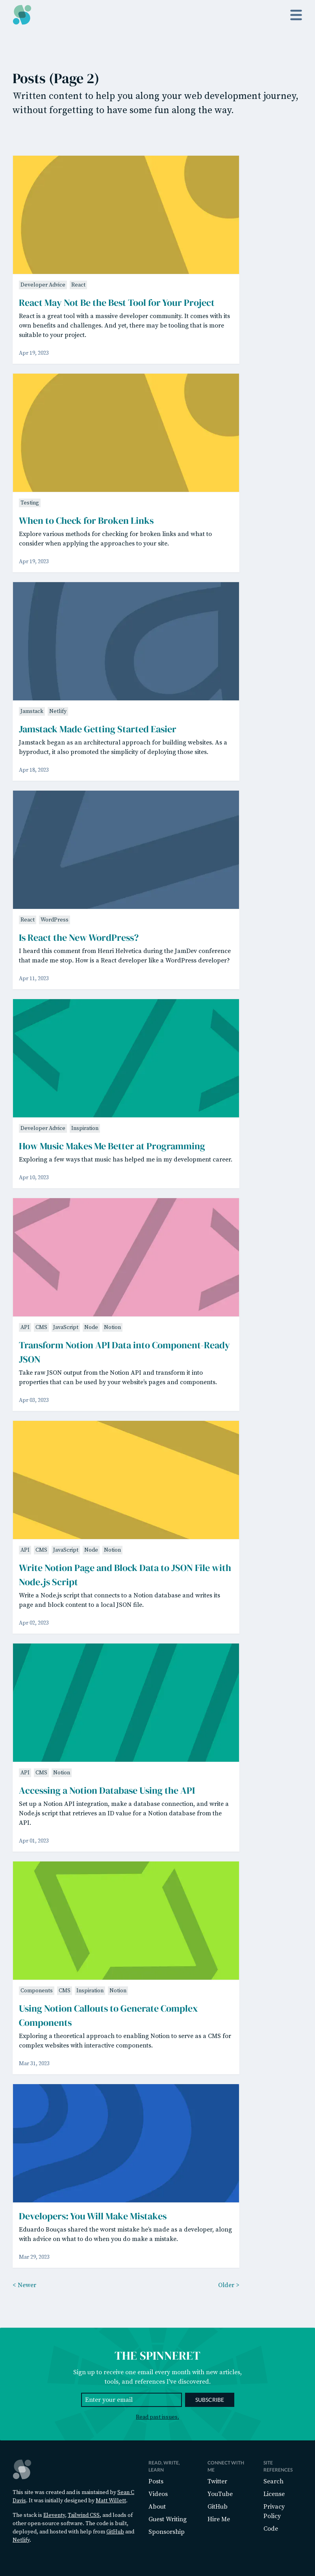 Posts (Page 2)
Written content to help you along your web development journey,
without forgetting to have some fun along the way.
Developer Advice React
React May Not Be the Best Tool for Your Project
React is a great tool with a massive developer community. It comes with its
own benefits and challenges. And yet, there may be tooling that is more
suitable to your project.
Apr 19, 2023
Testing
When to Check for Broken Links
Explore various methods for checking for broken links and what to
consider when applying the approaches to your site.
Apr 19, 2023
Jamstack Netlify
Jamstack Made Getting Started Easier
Jamstack began as an architectural approach for building websites. As a
byproduct, it also promoted the simplicity of deploying those sites.
Apr 18, 2023
React WordPress
Is React the New WordPress?
I heard this comment from Henri Helvetica during the JamDev conference
that made me stop. How is a React developer like a WordPress developer?
Apr 11, 2023
Developer Advice Inspiration
How Music Makes Me Better at Programming
Exploring a few ways that music has helped me in my development career.
Apr 10, 2023
API CMS JavaScript Node Notion
Transform Notion API Data into Component-Ready
JSON
Take raw JSON output from the Notion API and transform it into
properties that can be used by your website's pages and components.
Apr 03, 2023
API CMS JavaScript Node Notion
Write Notion Page and Block Data to JSON File with
Node.js Script
Write a Node.js script that connects to a Notion database and writes its
page and block content to a local JSON file.
Apr 02, 2023
API CMS Notion
Accessing a Notion Database Using the API
Set up a Notion API integration, make a database connection, and write a
Node.js script that retrieves an ID value for a Notion database from the
API.
Apr 01, 2023
Components CMS Inspiration Notion
Using Notion Callouts to Generate Complex
Components
Exploring a theoretical approach to enabling Notion to serve as a CMS for
complex websites with interactive components.
Mar 31, 2023
Developers: You Will Make Mistakes
Eduardo Bouças shared the worst mistake he's made as a developer, along
with advice on what to do when you do make a mistake.
Mar 29, 2023
< Newer Older >
THE SPINNERET
Sign up to receive one email every month with new articles,
tools, and references I've discovered.
Enter your email SUBSCRIBE
Read past issues.
This site was created and is maintained by Sean C
Davis. It was initially designed by Matt Willett.
The stack is Eleventy, Tailwind CSS, and loads of
other open-source software. The code is built,
deployed, and hosted with help from GitHub and
Netlify.
READ, WRITE,
LEARN
Posts
Videos
About
Guest Writing
Sponsorship
CONNECT WITH
ME
Twitter
YouTube
GitHub
Hire Me
SITE
REFERENCES
Search
License
Privacy
Policy
Code